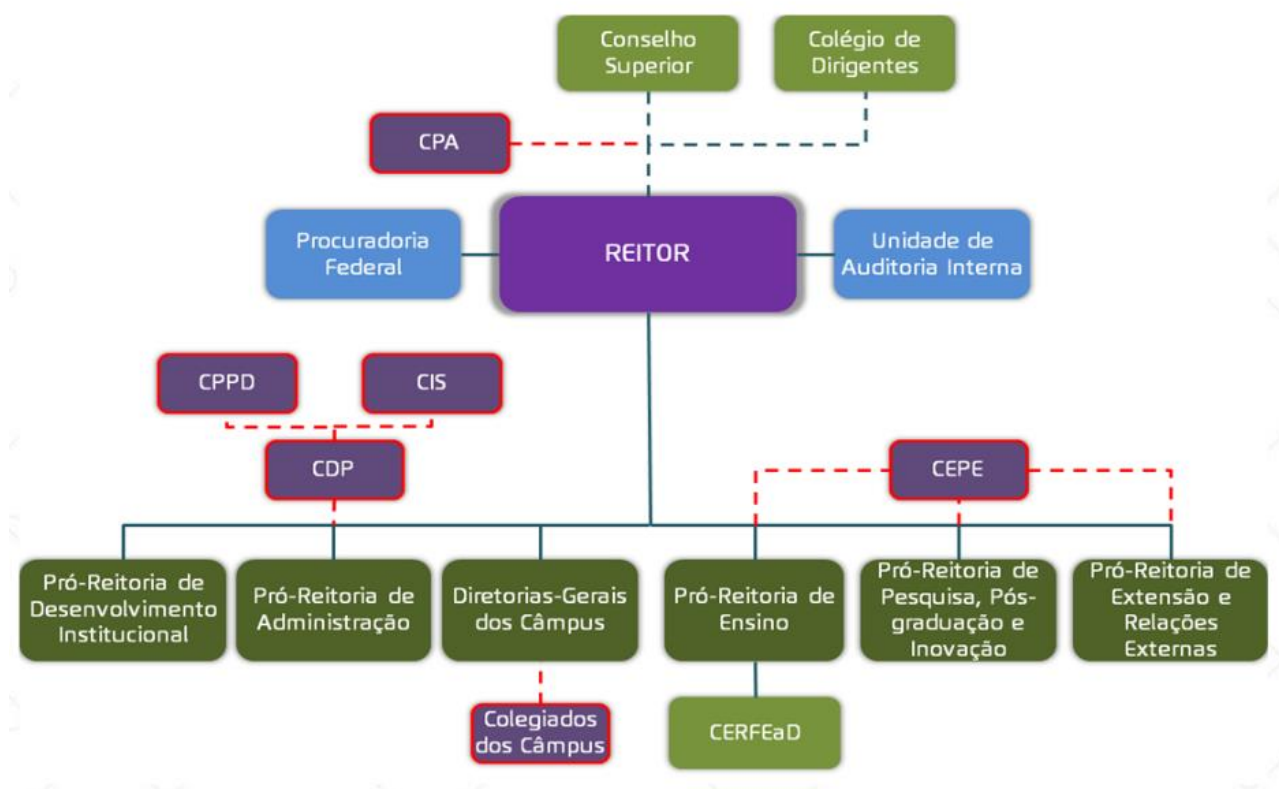 Conselho
Superior
Colégio de
Dirigentes
CPA
Procuradoria
Federal
REITOR
Unidade de
Auditoria Interna
CPPD
CIS
CDP
CEPE
Pró-Reitoria de
Desenvolvimento
Institucional
Pró-Reitoria de
Administração
Diretorias-Gerais
dos Câmpus
Pró-Reitoria de
Ensino
Pró-Reitoria de
Pesquisa, Pós-
graduação e
Inovação
Pró-Reitoria de
Extensão e
Relações
Externas
Colegiados
dos Câmpus
CERFEaD